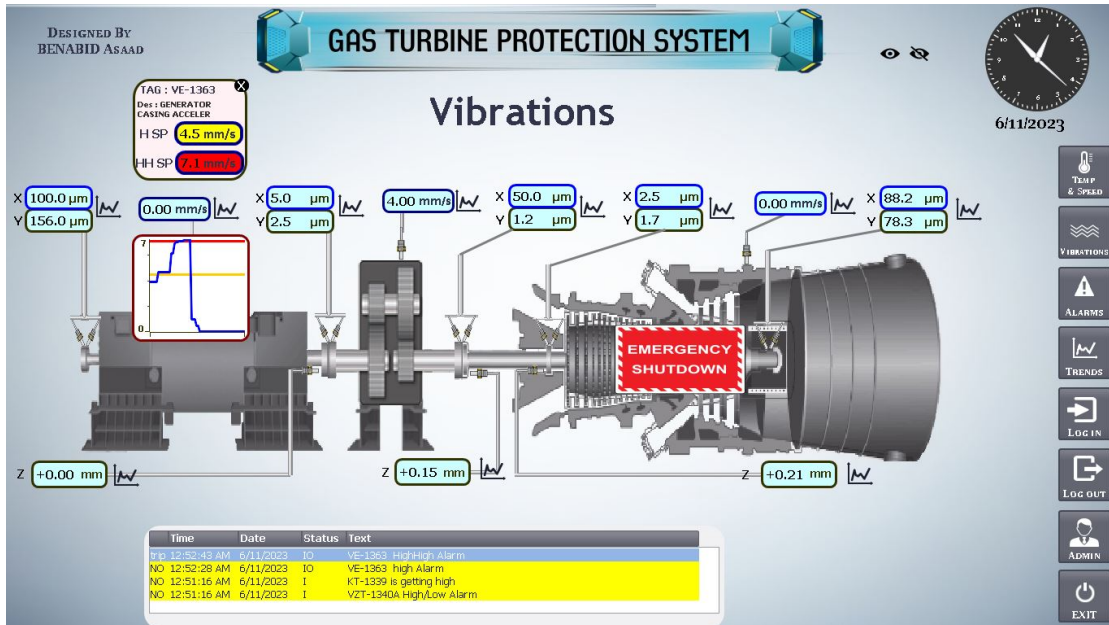 DESIGNED BY
BENABID ASAAD
GAS TURBINE PROTECTION SYSTEM
6/11/2023
TAG : VE-1363 X
Des : GENERATOR
CASING ACCELER
H SP 4.5 mm/s
HH SP 7.1 mm/s
Vibrations
X 100.0 µm
Y 156.0 µm
0.00 mm/s
X 5.0 µm
Y 2.5 µm
4.00 mm/s
X 50.0 µm
Y 1.2 µm
X 2.5 µm
Y 1.7 µm
0.00 mm/s
X 88.2 µm
Y 78.3 µm
7
0
EMERGENCY
SHUTDOWN
Z +0.00 mm
Z +0.15 mm
Z +0.21 mm
TEMP
& SPEED
VIBRATIONS
ALARMS
TRENDS
LOG IN
LOG OUT
ADMIN
EXIT
Time Date Status Text
trip 12:52:43 AM 6/11/2023 IO VE-1363 HighHigh Alarm
NO 12:52:28 AM 6/11/2023 IO VE-1363 high Alarm
NO 12:51:16 AM 6/11/2023 I KT-1339 is getting high
NO 12:51:16 AM 6/11/2023 I VZT-1340A High/Low Alarm